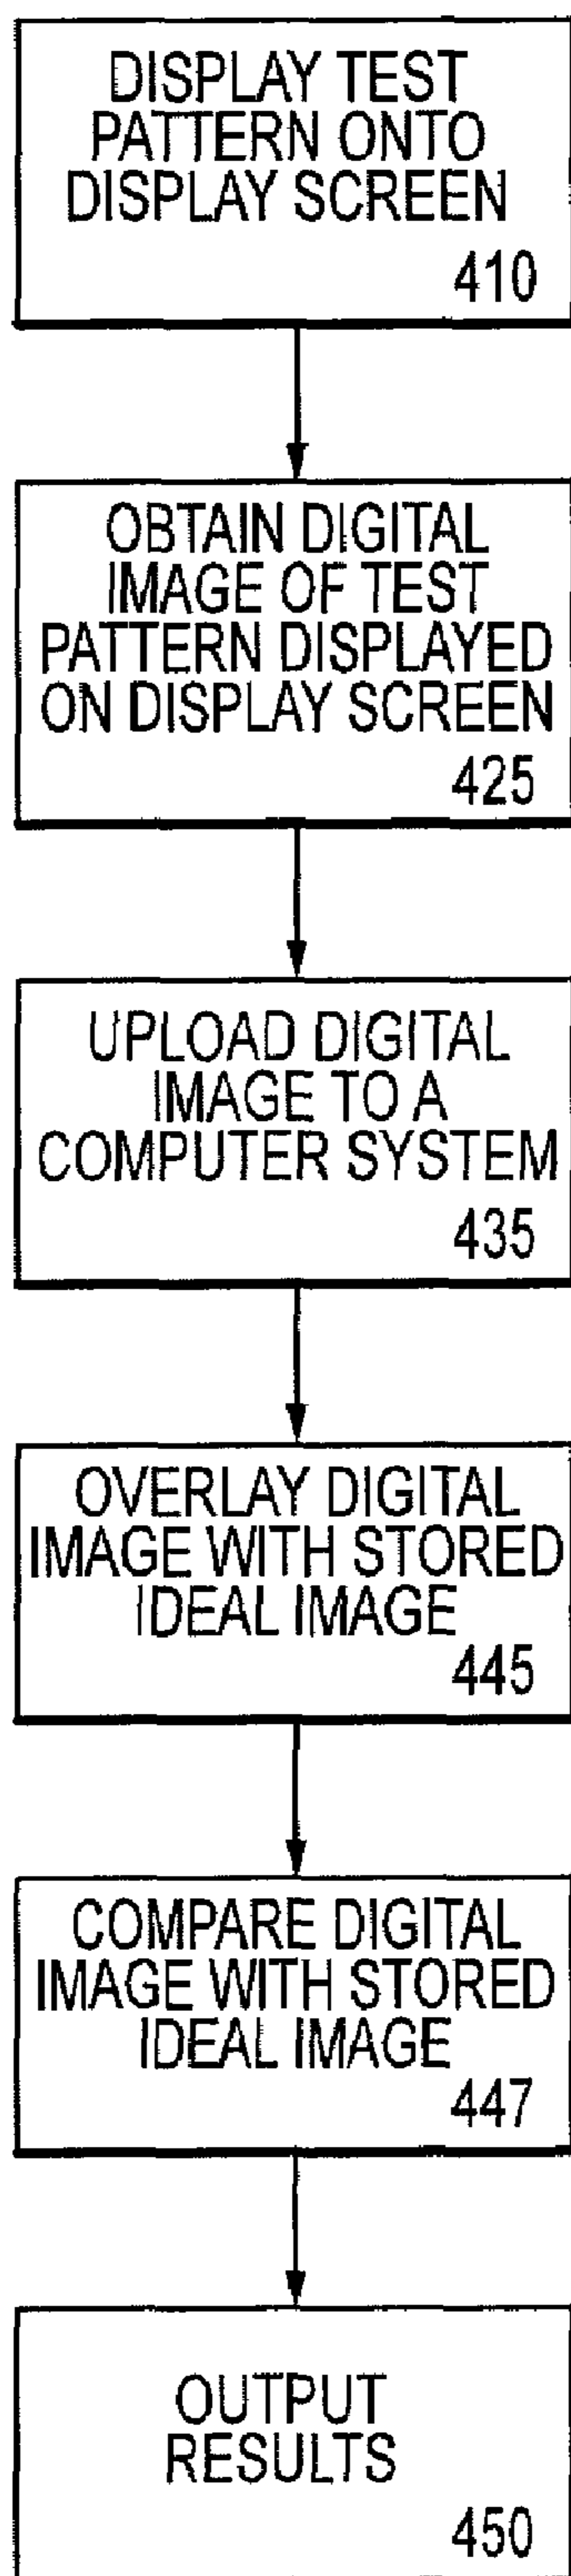 DISPLAY TEST
PATTERN ONTO
DISPLAY SCREEN
410
OBTAIN DIGITAL
IMAGE OF TEST
PATTERN DISPLAYED
ON DISPLAY SCREEN
425
UPLOAD DIGITAL
IMAGE TO A
COMPUTER SYSTEM
435
OVERLAY DIGITAL
IMAGE WITH STORED
IDEAL IMAGE
445
COMPARE DIGITAL
IMAGE WITH STORED
IDEAL IMAGE
447
OUTPUT
RESULTS
450